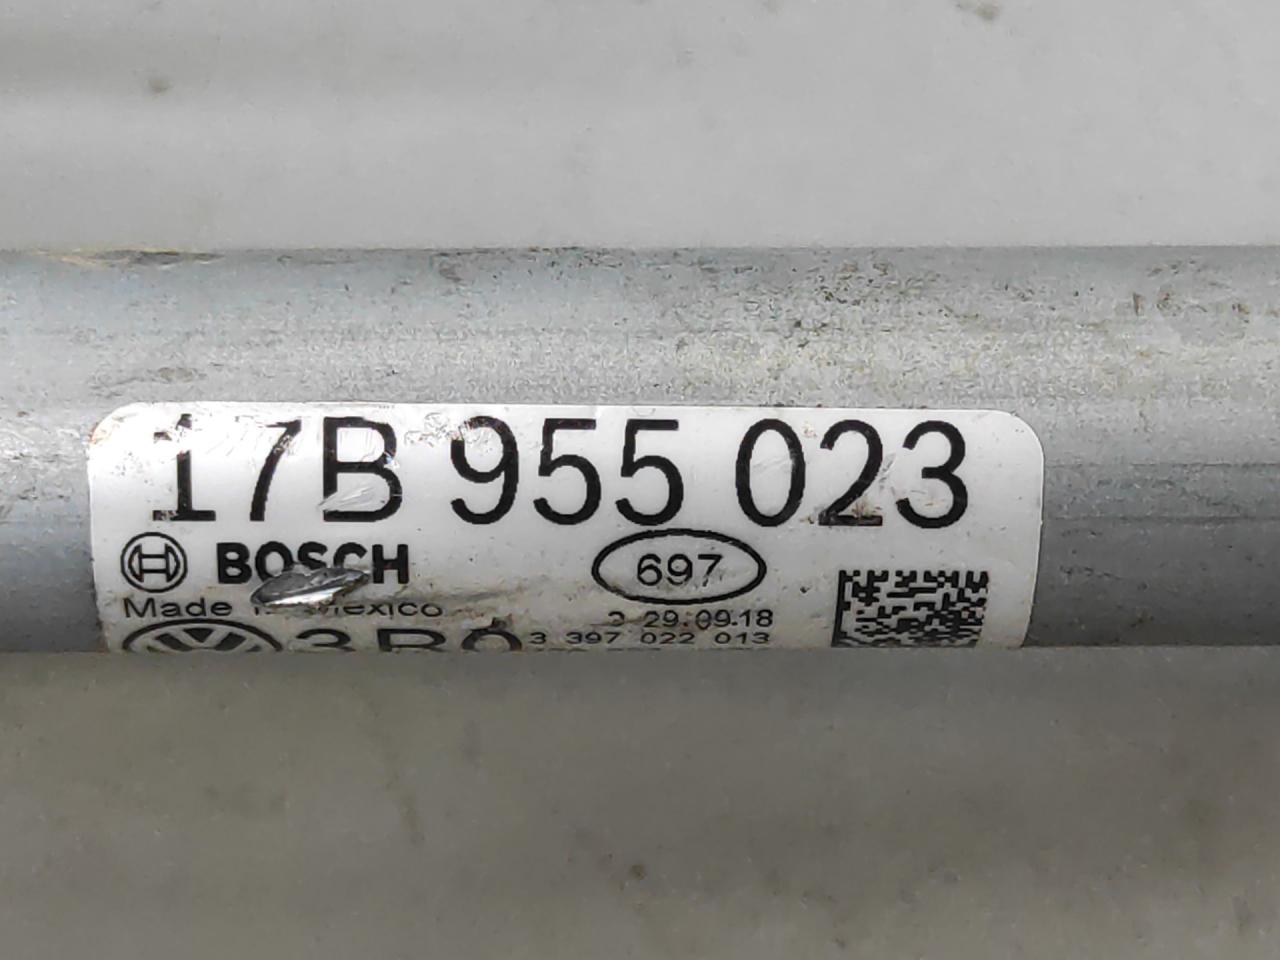 17B 955 023
BOSCH 697
Made in Mexico 29.09.18
3 397 022 013